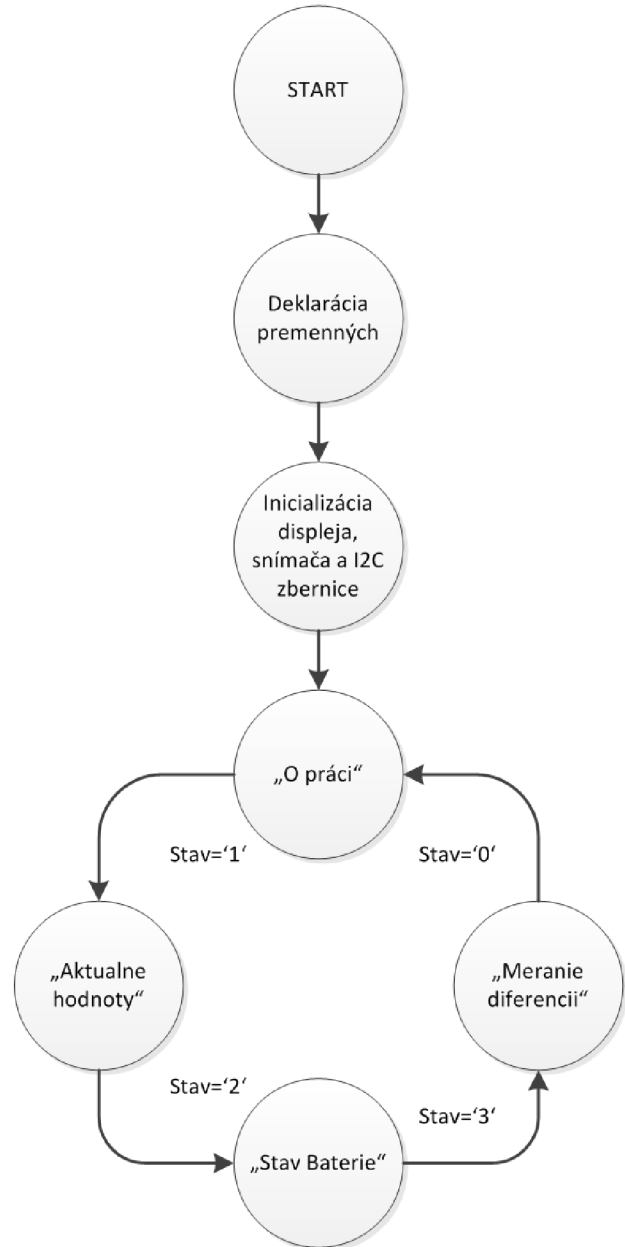 START
Deklarácia
premenných
Inicializácia
displeja,
snímača a I2C
zbernice
„O práci“
Stav=‘1‘
Stav=‘0‘
„Aktualne
hodnoty“
„Meranie
diferencii“
Stav=‘2‘
Stav=‘3‘
„Stav Baterie“